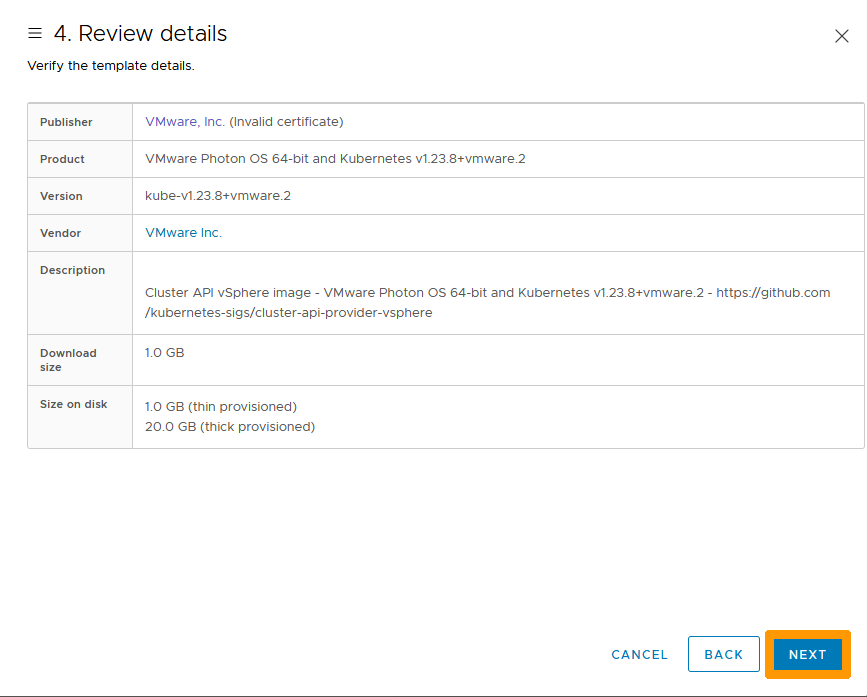 4. Review details
Verify the template details.
Publisher
VMware, Inc. (Invalid certificate)
Product
VMware Photon OS 64-bit and Kubernetes v1.23.8+vmware.2
Version
kube-v1.23.8+vmware.2
Vendor
VMware Inc.
Description
Cluster API vSphere image - VMware Photon OS 64-bit and Kubernetes v1.23.8+vmware.2 - https://github.com
/kubernetes-sigs/cluster-api-provider-vsphere
Download
size
1.0 GB
Size on disk
1.0 GB (thin provisioned)
20.0 GB (thick provisioned)
CANCEL
BACK
NEXT